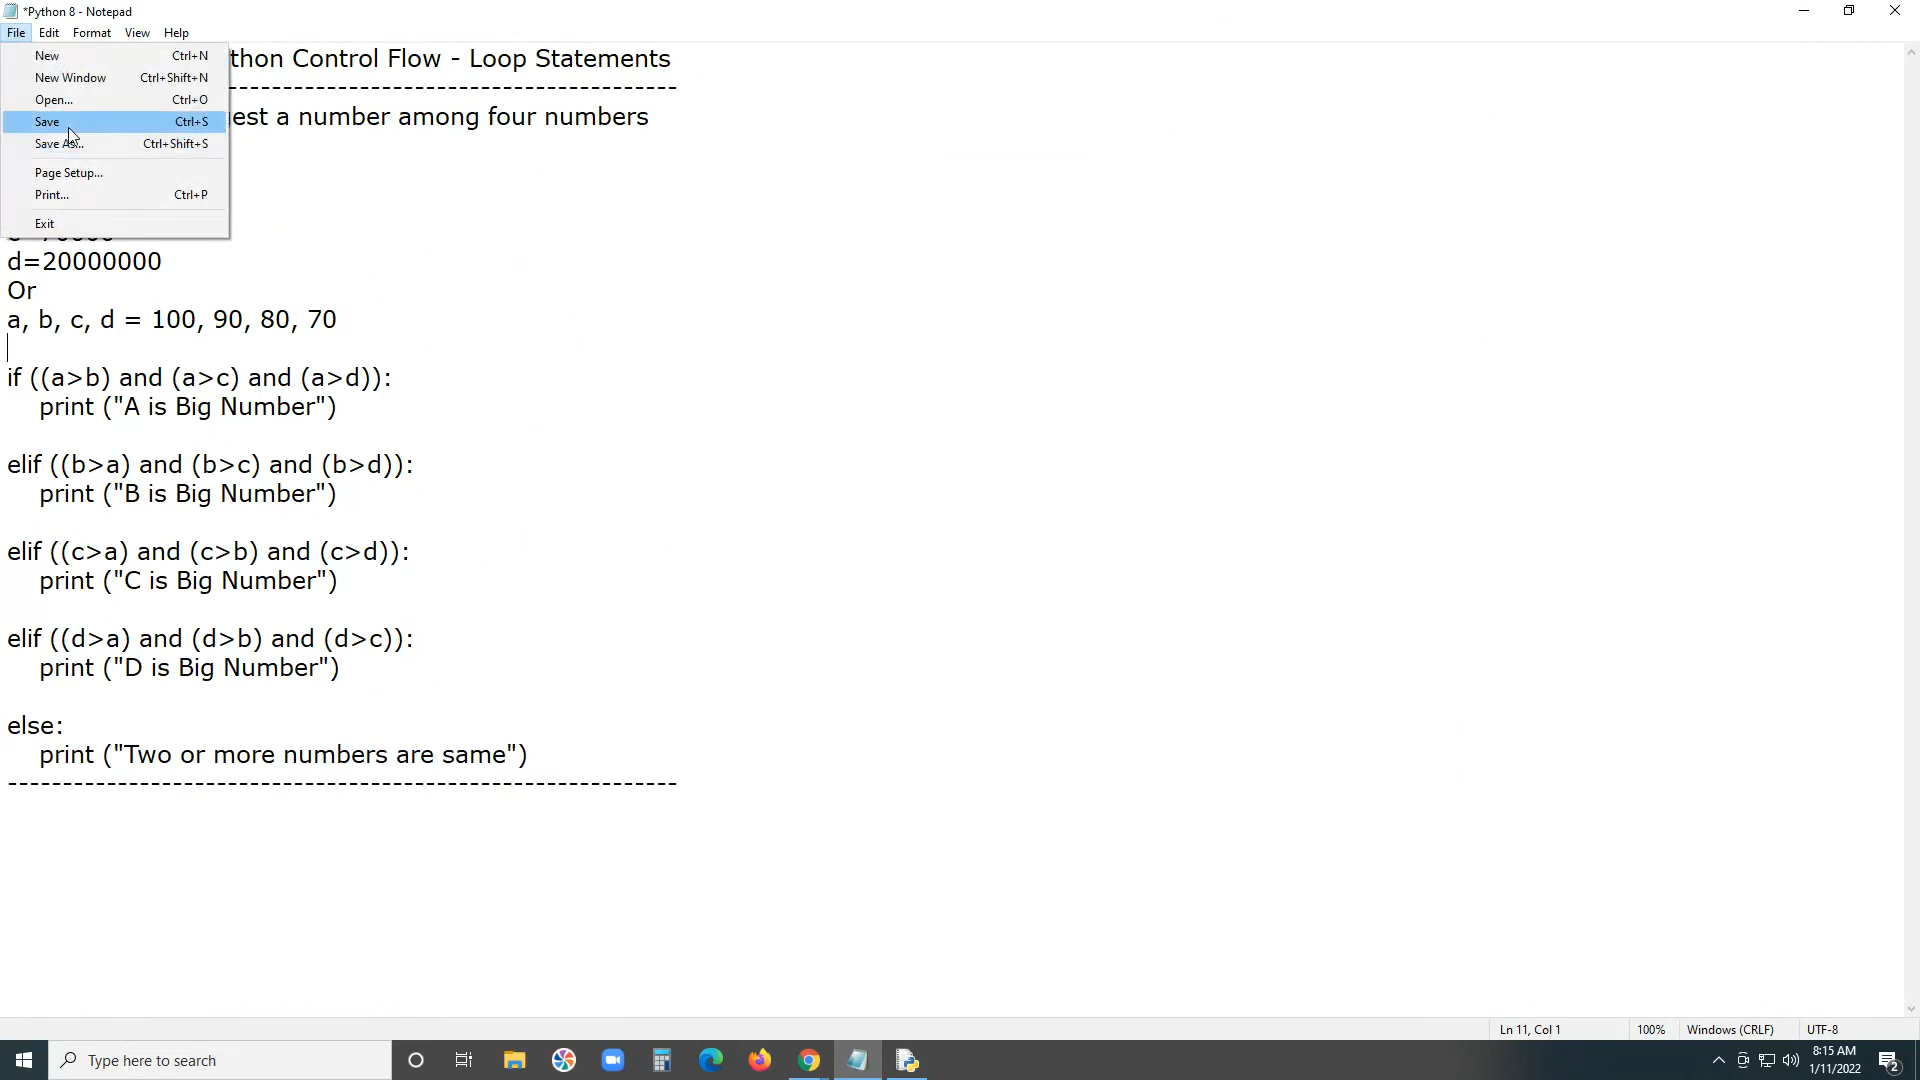 *Python 8 - Notepad
File Edit Format View Help
New Ctrl+N
New Window Ctrl+Shift+N
Open... Ctrl+O
Save Ctrl+S
Save As... Ctrl+Shift+S
Page Setup...
Print... Ctrl+P
Exit
thon Control Flow - Loop Statements
--------------------------------------------------
est a number among four numbers
d=20000000
Or
a, b, c, d = 100, 90, 80, 70
if ((a>b) and (a>c) and (a>d)):
print ("A is Big Number")
elif ((b>a) and (b>c) and (b>d)):
print ("B is Big Number")
elif ((c>a) and (c>b) and (c>d)):
print ("C is Big Number")
elif ((d>a) and (d>b) and (d>c)):
print ("D is Big Number")
else:
print ("Two or more numbers are same")
--------------------------------------------------------------
Ln 11, Col 1 100% Windows (CRLF) UTF-8
Type here to search
8:15 AM
1/11/2022
2